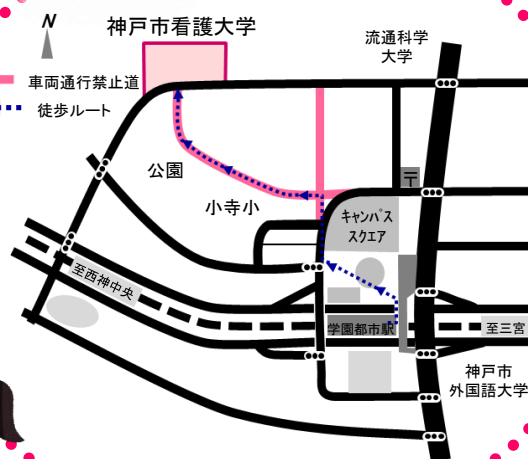 N
神戸市看護大学
流通科学
大学
車両通行禁止道
徒歩ルート
〒
公園
小寺小
キャンパス
スクエア
至西神中央
学園都市駅
至三宮
神戸市
外国語大学